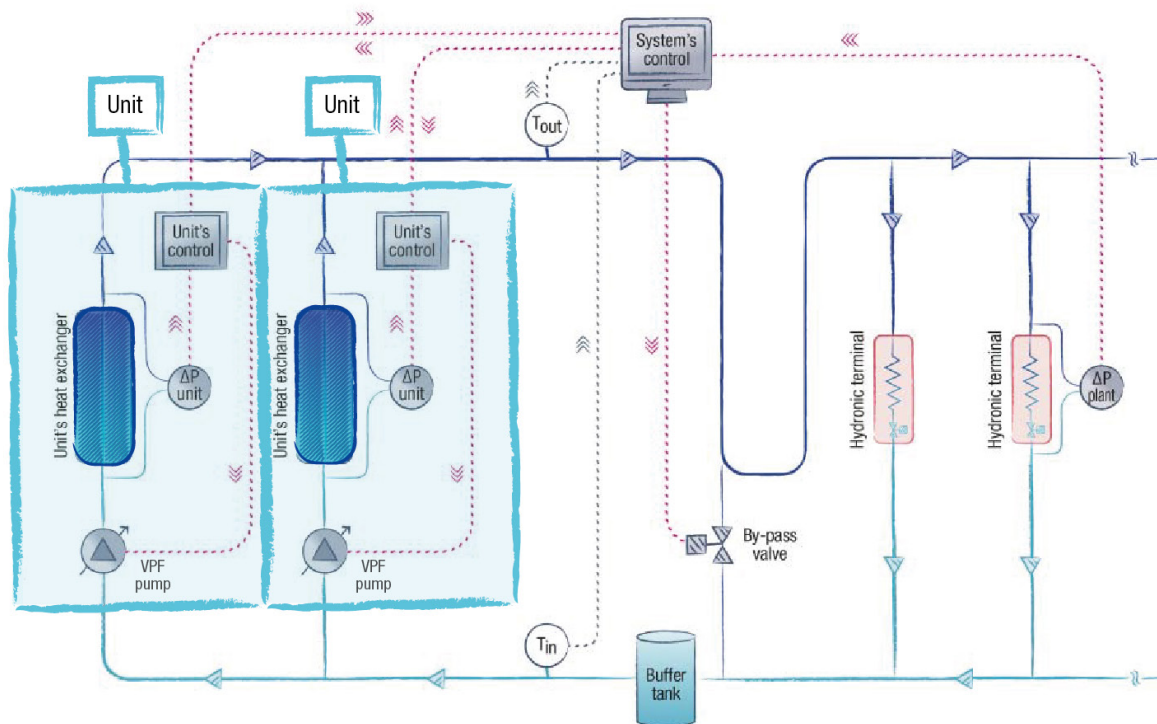 System's
control
Unit
Unit
Tout
Unit's
control
Unit's
control
Unit's heat exchanger
ΔP
unit
Unit's heat exchanger
ΔP
unit
Hydronic terminal
Hydronic terminal
ΔP
plant
VPF
pump
VPF
pump
By-pass
valve
Tin
Buffer
tank